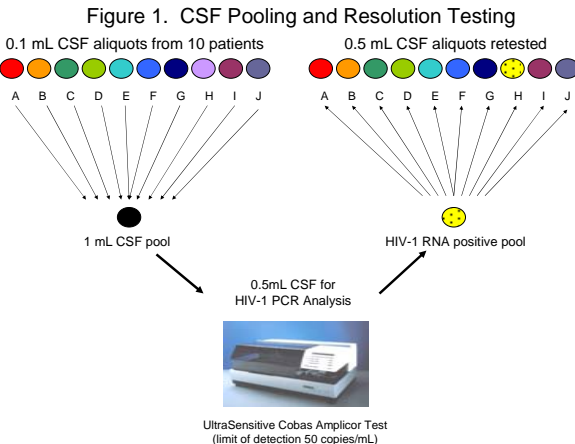 Figure 1. CSF Pooling and Resolution Testing
0.1 mL CSF aliquots from 10 patients
A B C D E F G H I J
1 mL CSF pool
0.5 mL CSF aliquots retested
A B C D E F G H I J
HIV-1 RNA positive pool
0.5mL CSF for
HIV-1 PCR Analysis
UltraSensitive Cobas Amplicor Test
(limit of detection 50 copies/mL)